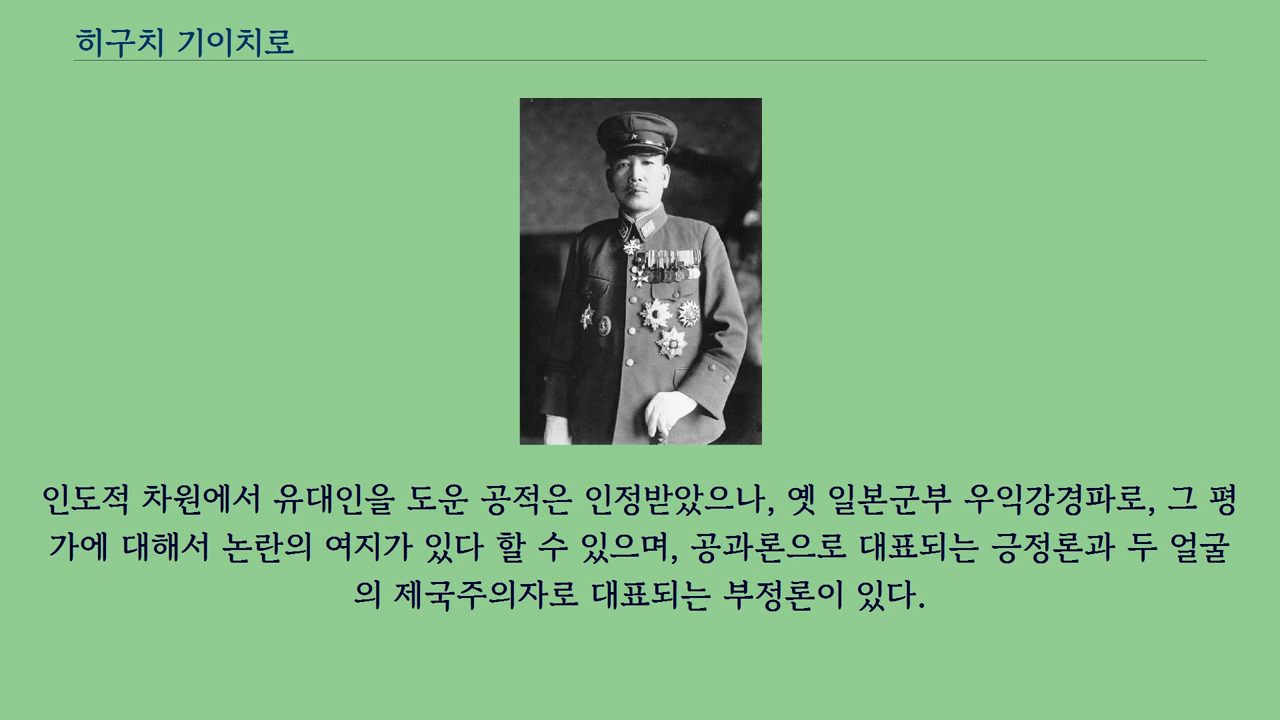 히구치 기이치로
인도적 차원에서 유대인을 도운 공적은 인정받았으나, 옛 일본군부 우익강경파로, 그 평
가에 대해서 논란의 여지가 있다 할 수 있으며, 공과론으로 대표되는 긍정론과 두 얼굴
의 제국주의자로 대표되는 부정론이 있다.